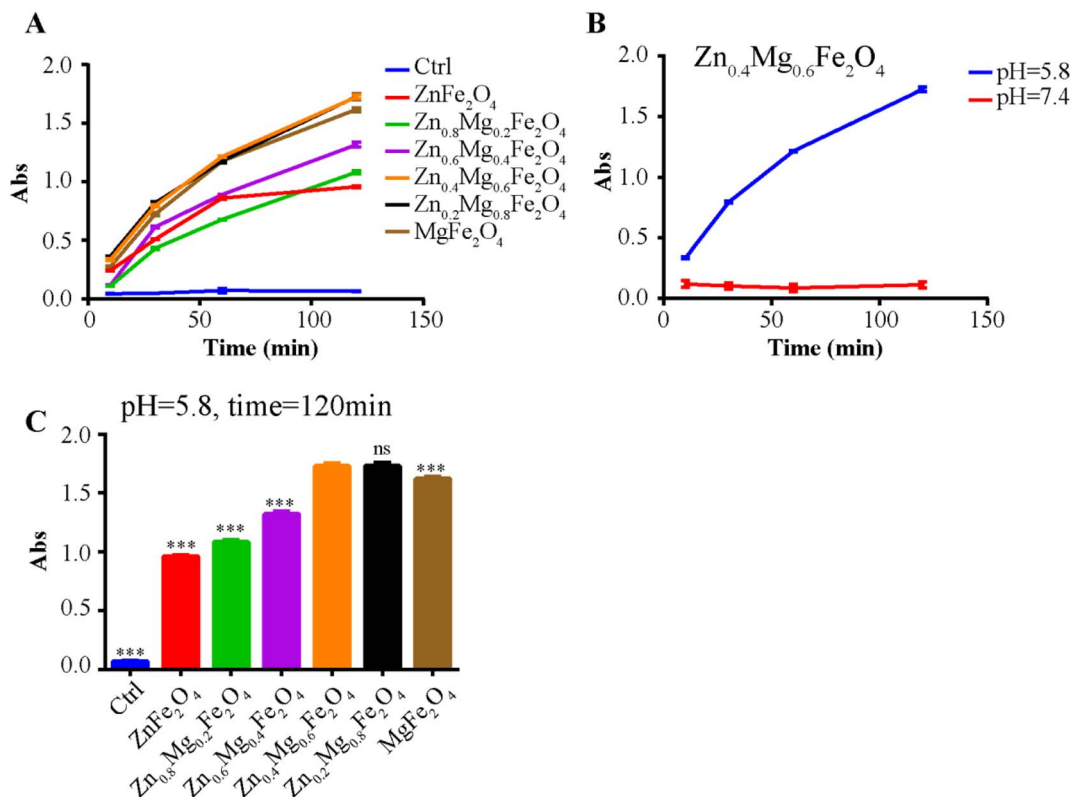 A
2.0
1.5
1.0
0.5
0.0
Abs
0
50
100
150
Time (min)
Ctrl
ZnFe2O4
Zn0.8Mg0.2Fe2O4
Zn0.6Mg0.4Fe2O4
Zn0.4Mg0.6Fe2O4
Zn0.2Mg0.8Fe2O4
MgFe2O4
B
Zn0.4Mg0.6Fe2O4
2.0
1.5
1.0
0.5
0.0
Abs
0
50
100
150
Time (min)
pH=5.8
pH=7.4
C
pH=5.8, time=120min
2.0
1.5
1.0
0.5
0.0
Abs
***
***
***
***
ns
***
Ctrl
ZnFe2O4
Zn0.8Mg0.2Fe2O4
Zn0.6Mg0.4Fe2O4
Zn0.4Mg0.6Fe2O4
Zn0.2Mg0.8Fe2O4
MgFe2O4